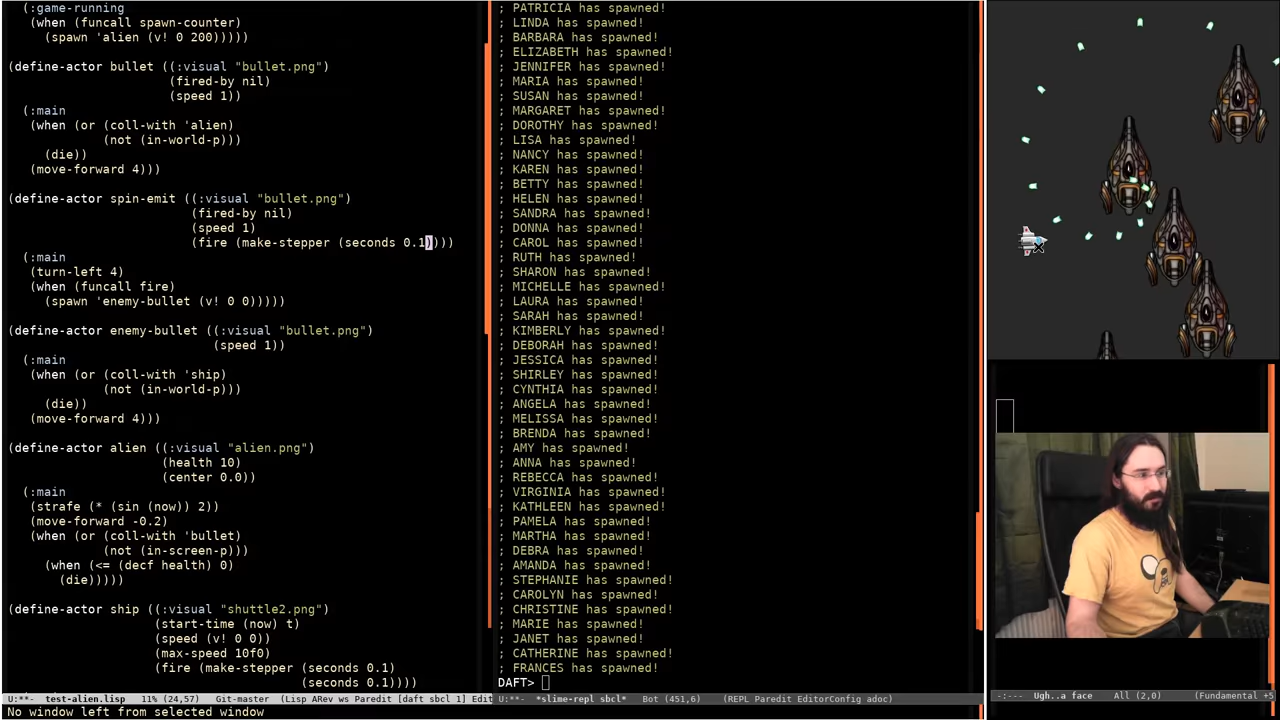 (:game-running
(when (funcall spawn-counter)
(spawn 'alien (v! 0 200)))))
(define-actor bullet ((:visual "bullet.png")
(fired-by nil)
(speed 1))
(:main
(when (or (coll-with 'alien)
(not (in-world-p)))
(die))
(move-forward 4)))
(define-actor spin-emit ((:visual "bullet.png")
(fired-by nil)
(speed 1)
(fire (make-stepper (seconds 0.1))))
(:main
(turn-left 4)
(when (funcall fire)
(spawn 'enemy-bullet (v! 0 0)))))
(define-actor enemy-bullet ((:visual "bullet.png")
(speed 1))
(:main
(when (or (coll-with 'ship)
(not (in-world-p)))
(die))
(move-forward 4)))
(define-actor alien ((:visual "alien.png")
(health 10)
(center 0.0))
(:main
(strafe (* (sin (now)) 2))
(move-forward -0.2)
(when (or (coll-with 'bullet)
(not (in-screen-p)))
(when (<= (decf health) 0)
(die)))))
(define-actor ship ((:visual "shuttle2.png")
(start-time (now) t)
(speed (v! 0 0))
(max-speed 10f0)
(fire (make-stepper (seconds 0.1)
(seconds 0.1))))
U:**- test-alien.lisp 11% (24,57) Git-master (Lisp ARev ws Paredit [daft sbcl 1] Edit
No window left from selected window
; PATRICIA has spawned!
; LINDA has spawned!
; BARBARA has spawned!
; ELIZABETH has spawned!
; JENNIFER has spawned!
; MARIA has spawned!
; SUSAN has spawned!
; MARGARET has spawned!
; DOROTHY has spawned!
; LISA has spawned!
; NANCY has spawned!
; KAREN has spawned!
; BETTY has spawned!
; HELEN has spawned!
; SANDRA has spawned!
; DONNA has spawned!
; CAROL has spawned!
; RUTH has spawned!
; SHARON has spawned!
; MICHELLE has spawned!
; LAURA has spawned!
; SARAH has spawned!
; KIMBERLY has spawned!
; DEBORAH has spawned!
; JESSICA has spawned!
; SHIRLEY has spawned!
; CYNTHIA has spawned!
; ANGELA has spawned!
; MELISSA has spawned!
; BRENDA has spawned!
; AMY has spawned!
; ANNA has spawned!
; REBECCA has spawned!
; VIRGINIA has spawned!
; KATHLEEN has spawned!
; PAMELA has spawned!
; MARTHA has spawned!
; DEBRA has spawned!
; AMANDA has spawned!
; STEPHANIE has spawned!
; CAROLYN has spawned!
; CHRISTINE has spawned!
; MARIE has spawned!
; JANET has spawned!
; CATHERINE has spawned!
; FRANCES has spawned!
DAFT>
U:**- *slime-repl sbcl* Bot (451,6) (REPL Paredit EditorConfig adoc)
-:--- Ugh..a face All (2,0) (Fundamental +5